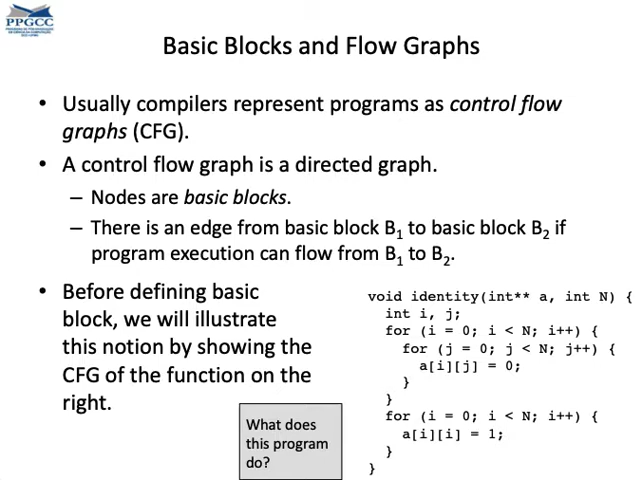 PPGCC
Basic Blocks and Flow Graphs
• Usually compilers represent programs as control flow
graphs (CFG).
• A control flow graph is a directed graph.
– Nodes are basic blocks.
– There is an edge from basic block B1 to basic block B2 if
program execution can flow from B1 to B2.
• Before defining basic
block, we will illustrate
this notion by showing the
CFG of the function on the
right.
What does
this program
do?
void identity(int** a, int N) {
int i, j;
for (i = 0; i < N; i++) {
for (j = 0; j < N; j++) {
a[i][j] = 0;
}
}
for (i = 0; i < N; i++) {
a[i][i] = 1;
}
}